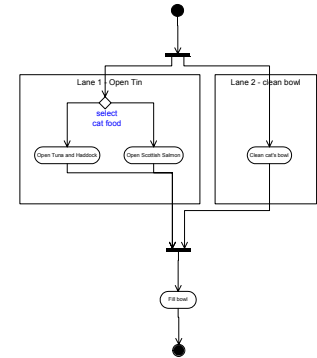 Lane 1 - Open Tin
Lane 2 - clean bowl
select
cat food
Open Tuna and Haddock
Open Scottish Salmon
Clean cat's bowl
Fill bowl